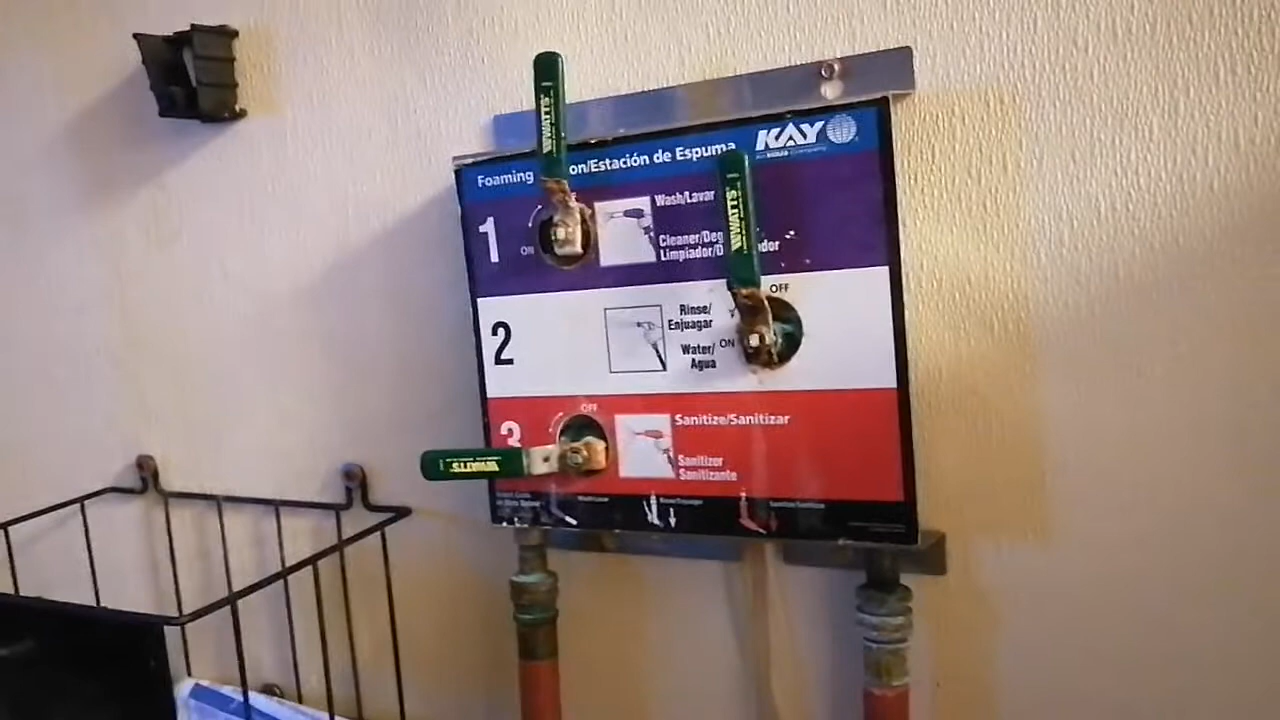 WATTS
KAY
Foaming on/Estación de Espuma
1
ON
Wash/Lavar
Cleaner/Deg
Limpiador/D ador
WATTS
2
Rinse/
Enjuagar
Water/
Agua
OFF
ON
3
OFF
Sanitize/Sanitizar
Sanitizer
Sanitizante
WATTS